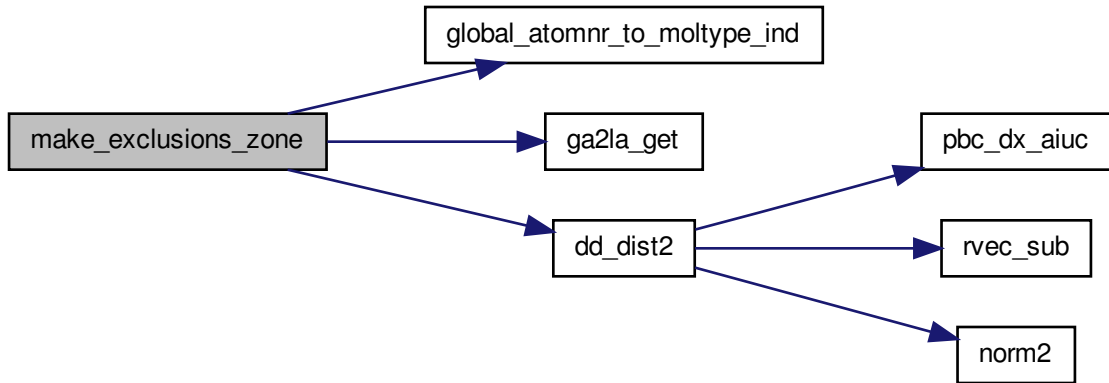 global_atomnr_to_moltype_ind
make_exclusions_zone
ga2la_get
pbc_dx_aiuc
dd_dist2
rvec_sub
norm2